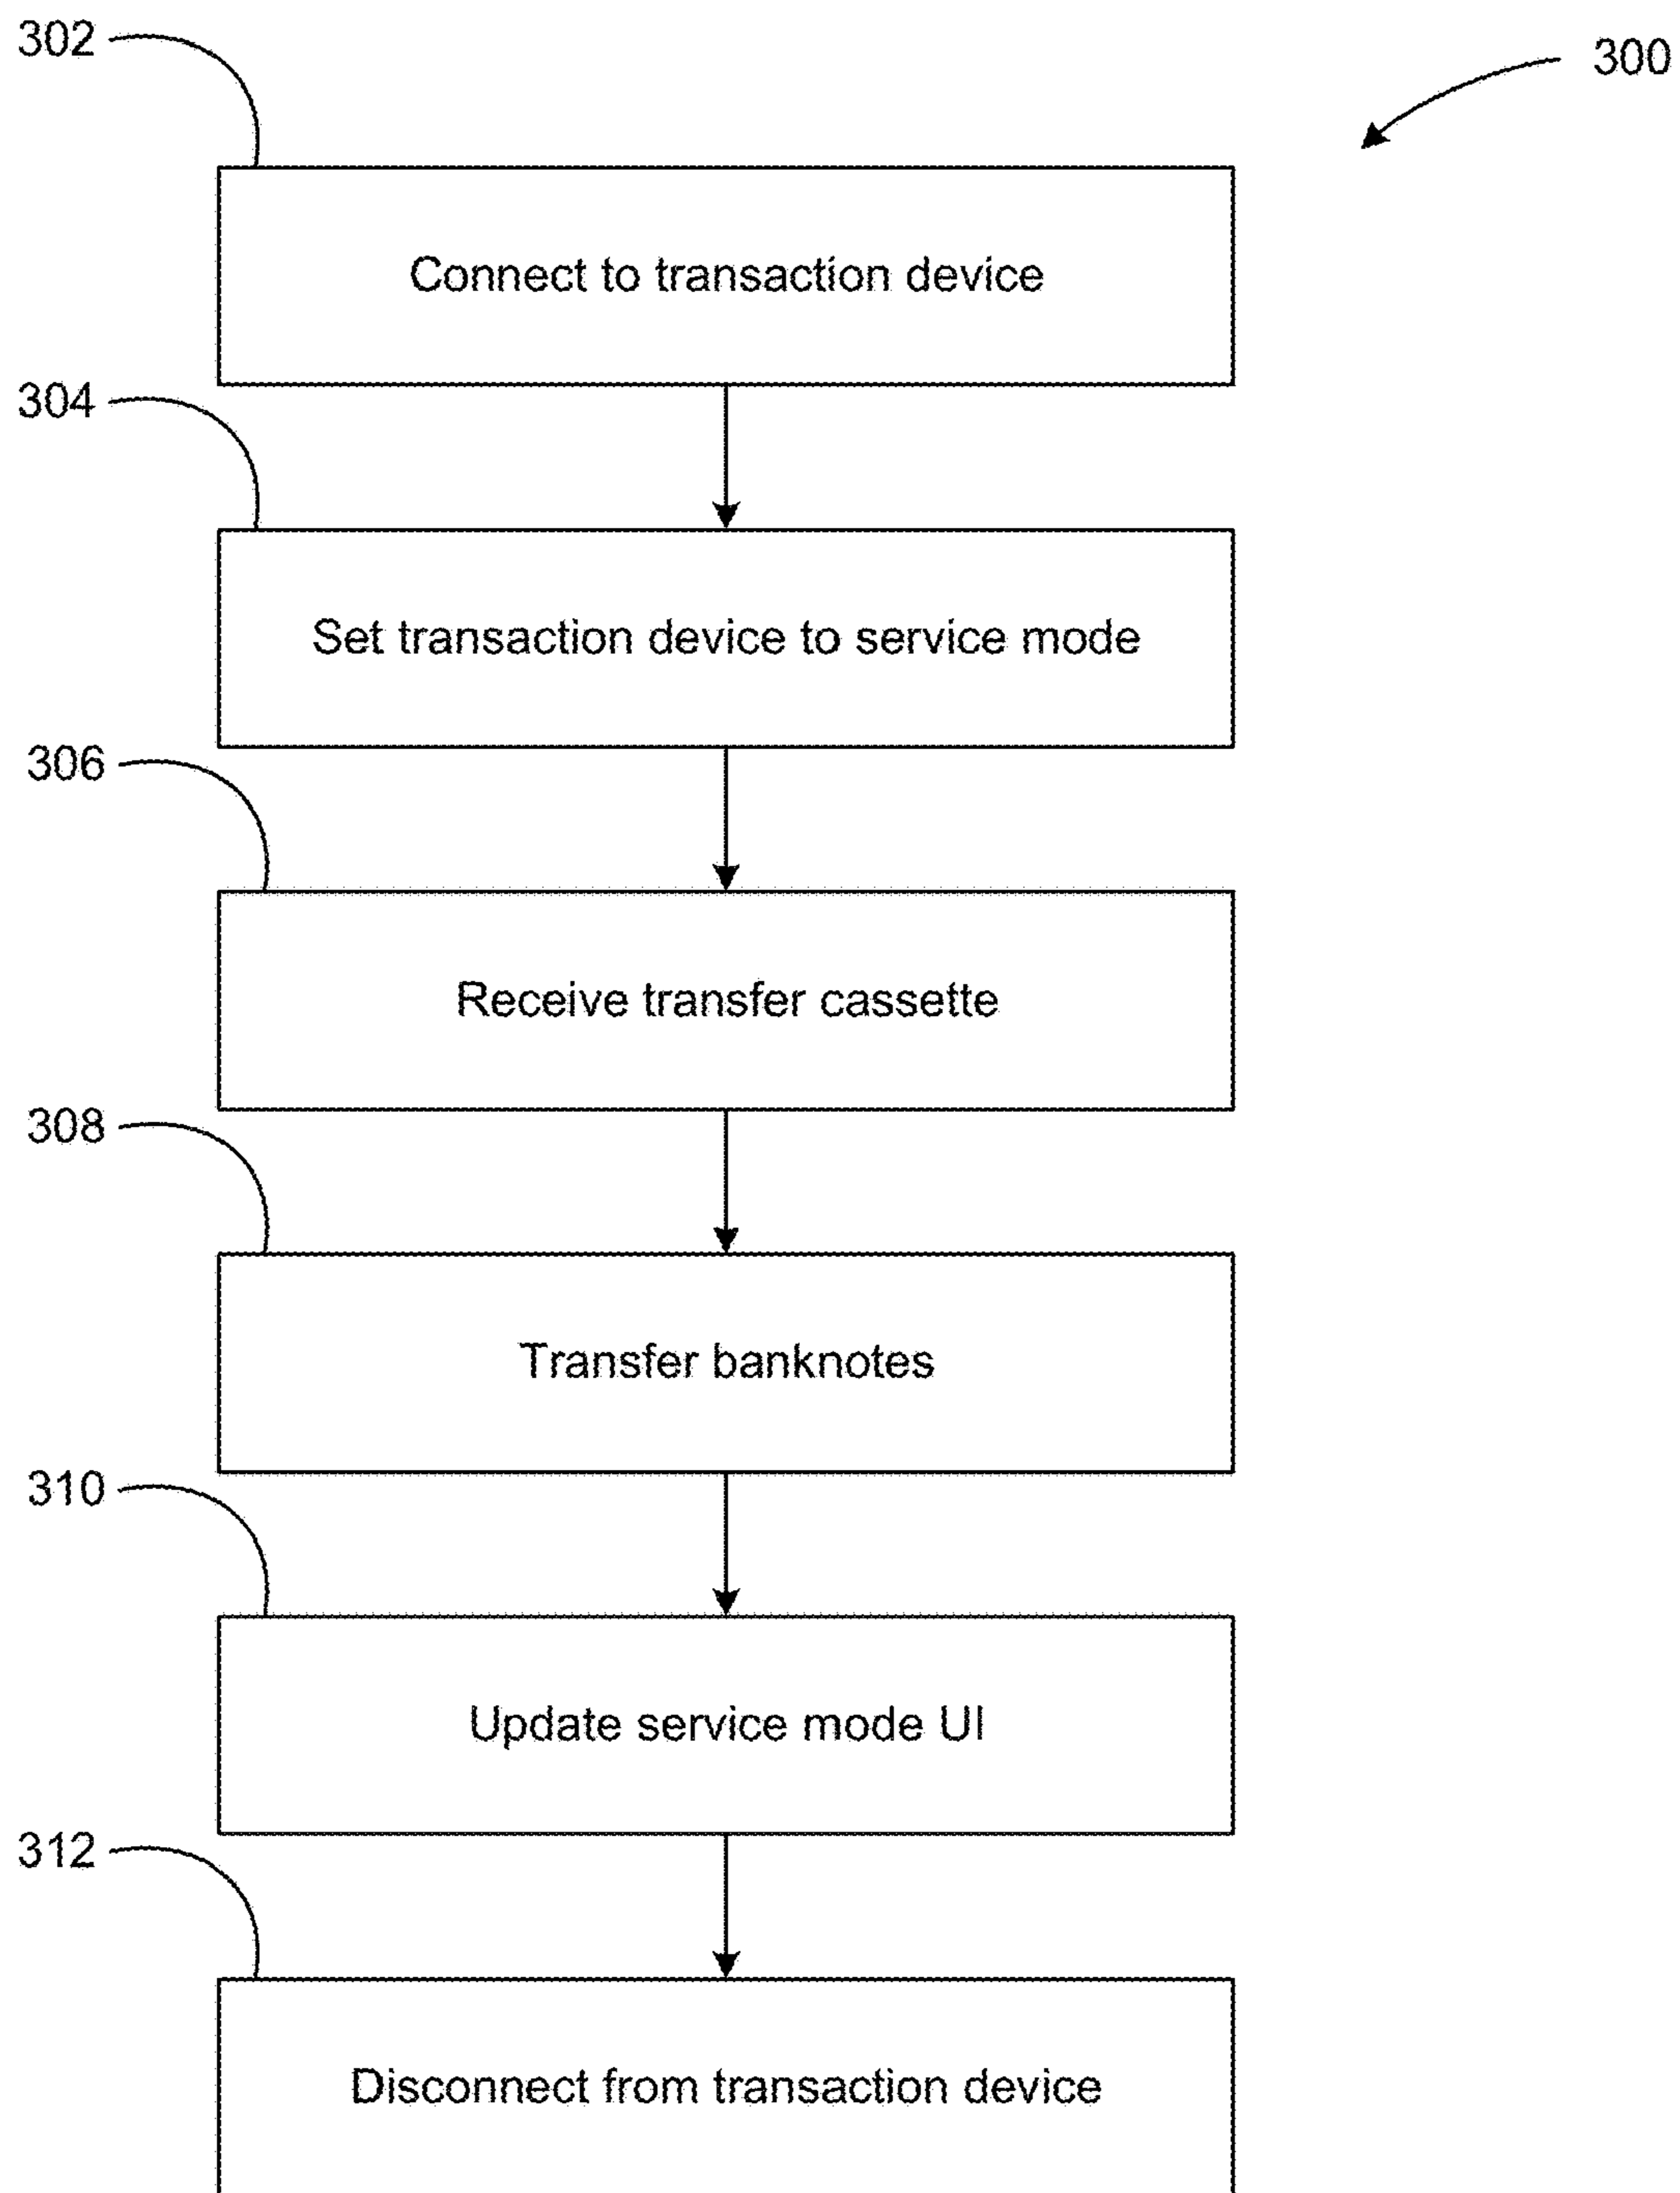 302
300
Connect to transaction device
304
Set transaction device to service mode
306
Receive transfer cassette
308
Transfer banknotes
310
Update service mode UI
312
Disconnect from transaction device